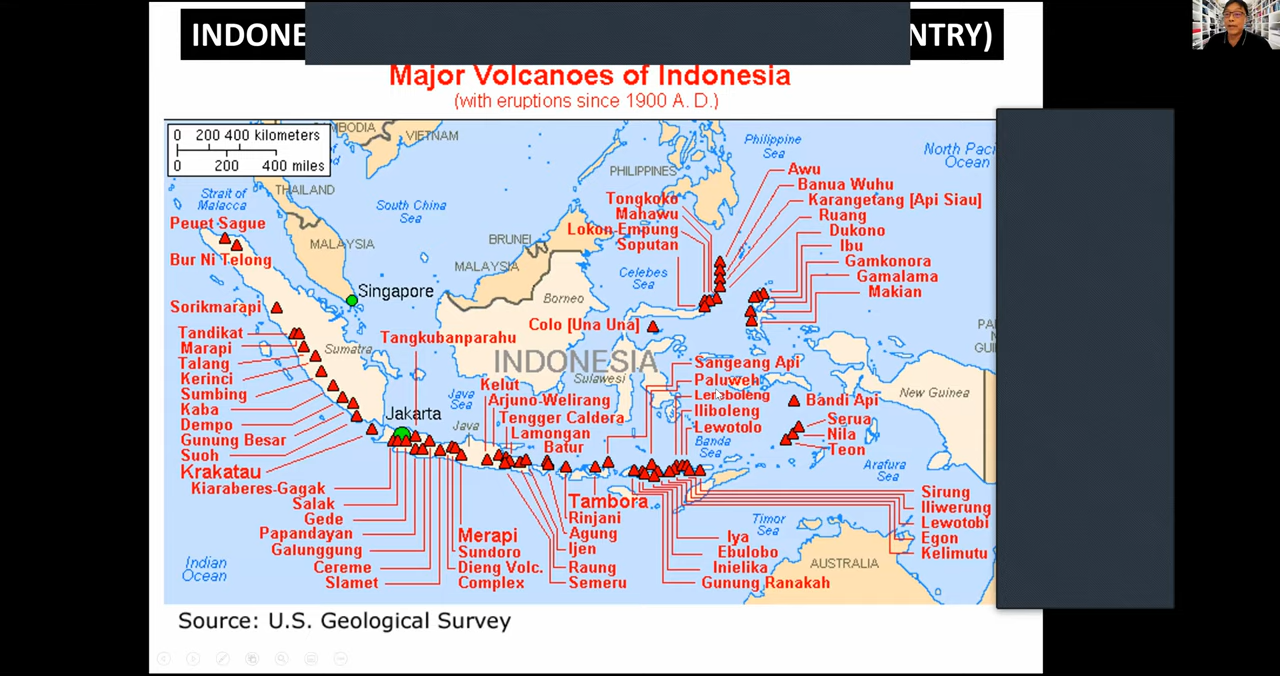 INDONE
NTRY)
Major Volcanoes of Indonesia
(with eruptions since 1900 A. D.)
0 200 400 kilometers
0 200 400 miles
BODIA
VIETNAM
THAILAND
Strait of
Malacca
South China
Sea
MALAYSIA
BRUNEI
MALAYSIA
PHILIPPINES
Philippine
Sea
North Paci
Ocean
Peuet Sague
Bur Ni Telong
Singapore
Sorikmarapi
Tandikat
Marapi
Talang
Kerinci
Sumbing
Kaba
Dempo
Gunung Besar
Suoh
Krakatau
Kiaraberes-Gagak
Salak
Gede
Papandayan
Galunggung
Cereme
Slamet
Sumatra
Tangkubanparahu
Jakarta
Java
Sea
Java
Kelut
Arjuno-Welirang
Tengger Caldera
Lamongan
Batur
Borneo
INDONESIA
Sulawesi
Celebes
Sea
Tongkoko
Mahawu
Lokon-Empung
Soputan
Colo [Una Una]
Awu
Banua Wuhu
Karangetang [Api Siau]
Ruang
Dukono
Ibu
Gamkonora
Gamalama
Makian
Sangeang Api
Paluweh
Leroboleng
Iliboleng
Lewotolo
Banda
Sea
Bandi Api
Serua
Nila
Teon
New Guinea
PA
GUI
Arafura
Sea
Merapi
Sundoro
Dieng Volc.
Complex
Tambora
Rinjani
Agung
Ijen
Raung
Semeru
Iya
Ebulobo
Inielika
Gunung Ranakah
Sirung
Iliwerung
Lewotobi
Egon
Kelimutu
Timor
Sea
AUSTRALIA
Indian
Ocean
Source: U.S. Geological Survey